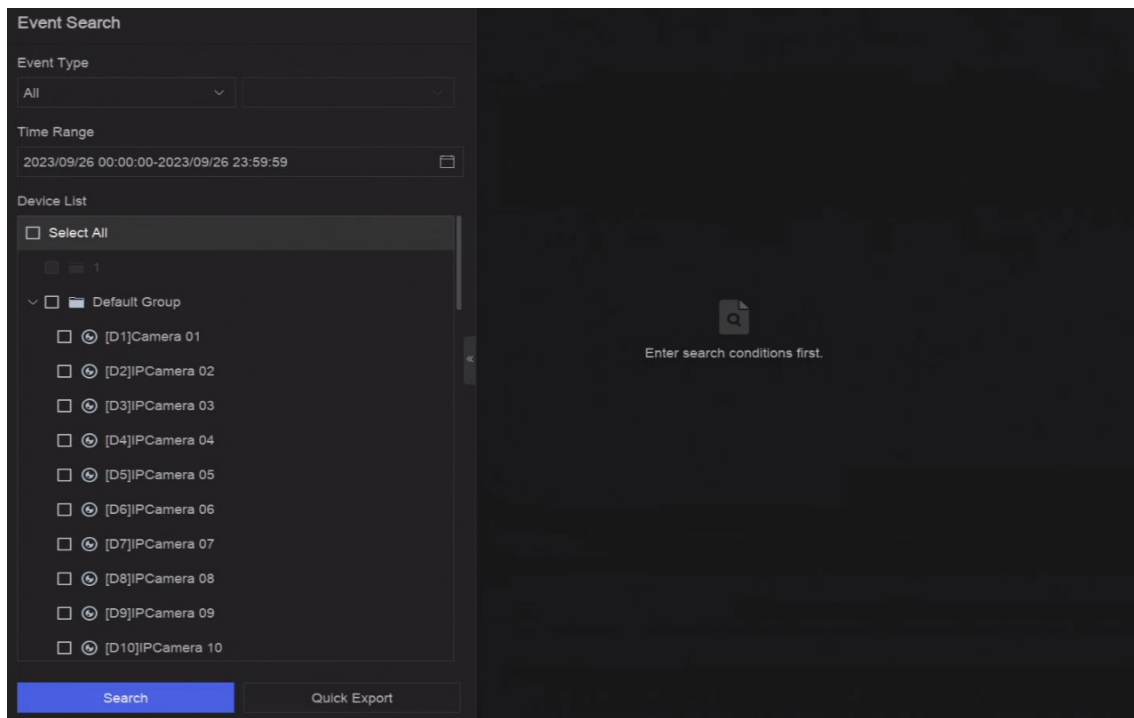 Event Search
Event Type
All
Time Range
2023/09/26 00:00:00-2023/09/26 23:59:59
Device List
Select All
1
Default Group
[D1]Camera 01
[D2]IPCamera 02
[D3]IPCamera 03
[D4]IPCamera 04
[D5]IPCamera 05
[D6]IPCamera 06
[D7]IPCamera 07
[D8]IPCamera 08
[D9]IPCamera 09
[D10]IPCamera 10
Search Quick Export
«
Enter search conditions first.